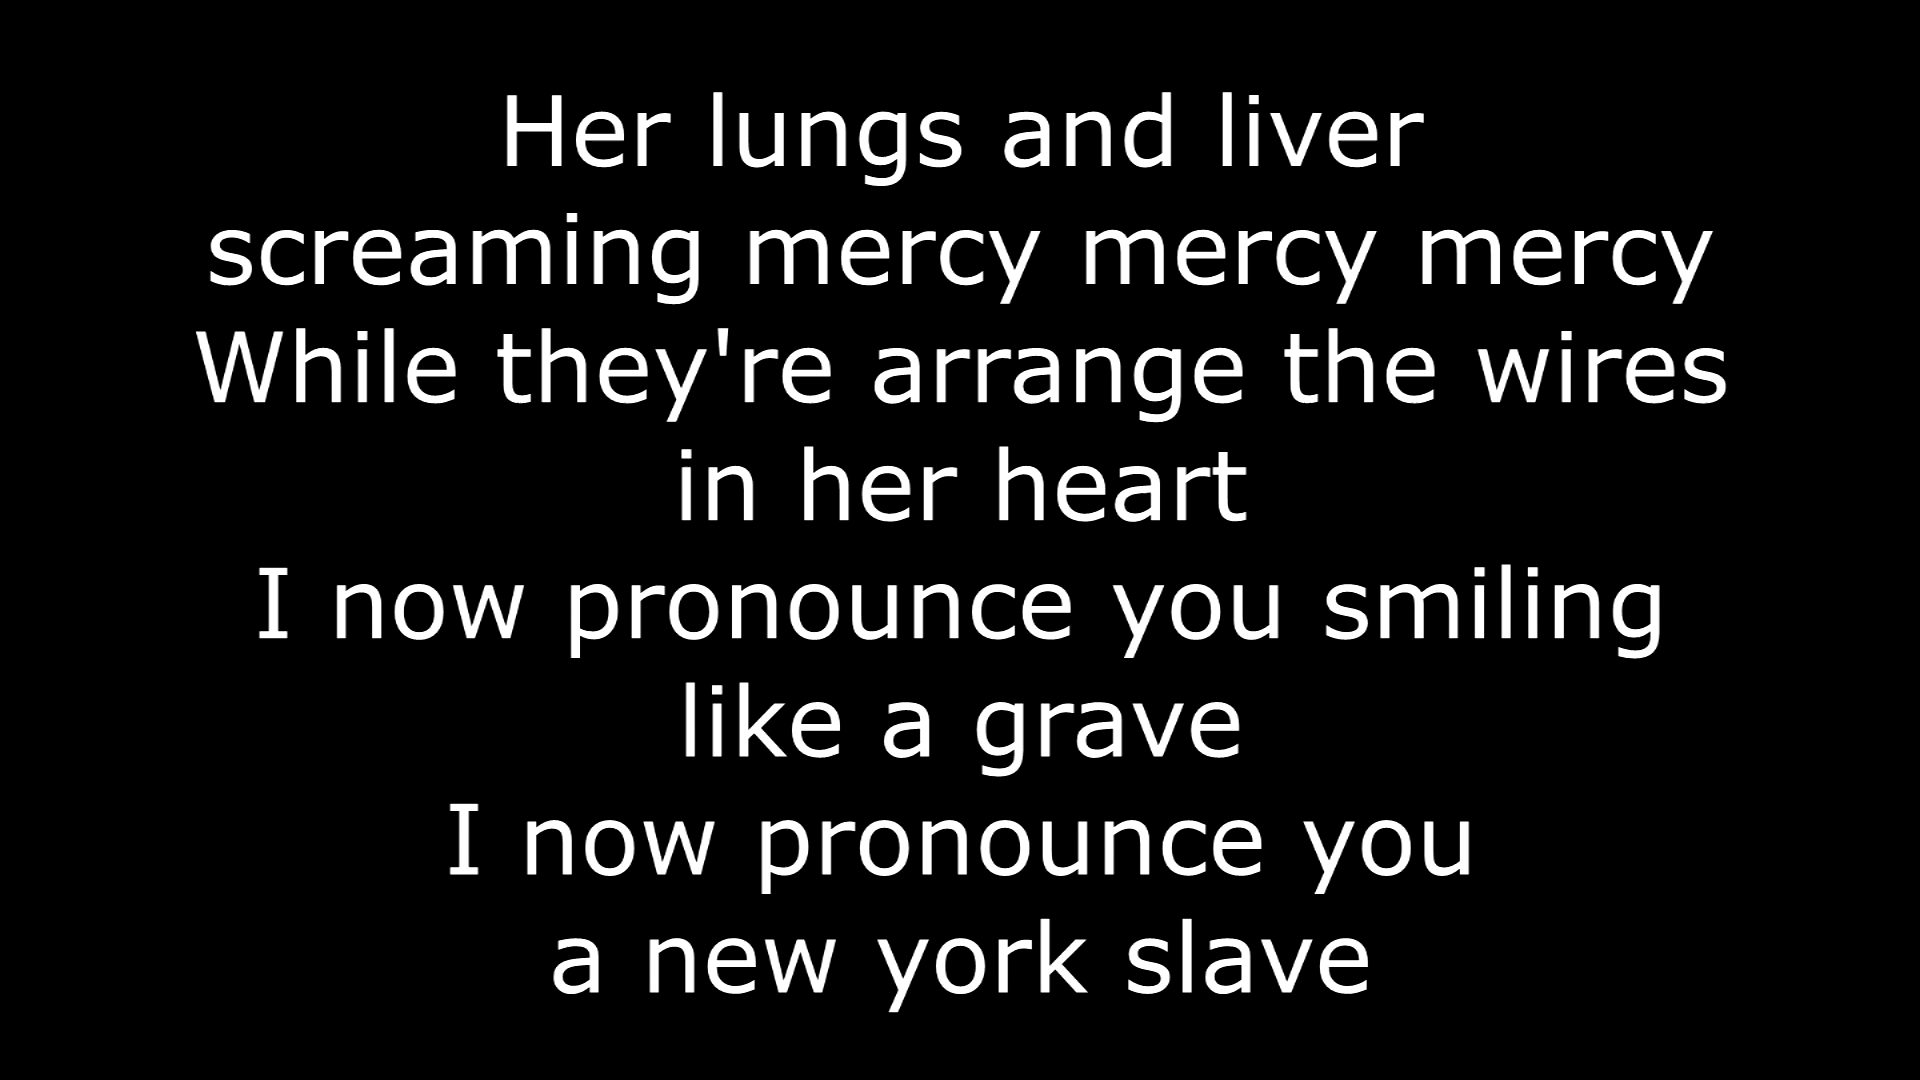 Her lungs and liver
screaming mercy mercy mercy
While they're arrange the wires
in her heart
I now pronounce you smiling
like a grave
I now pronounce you
a new york slave